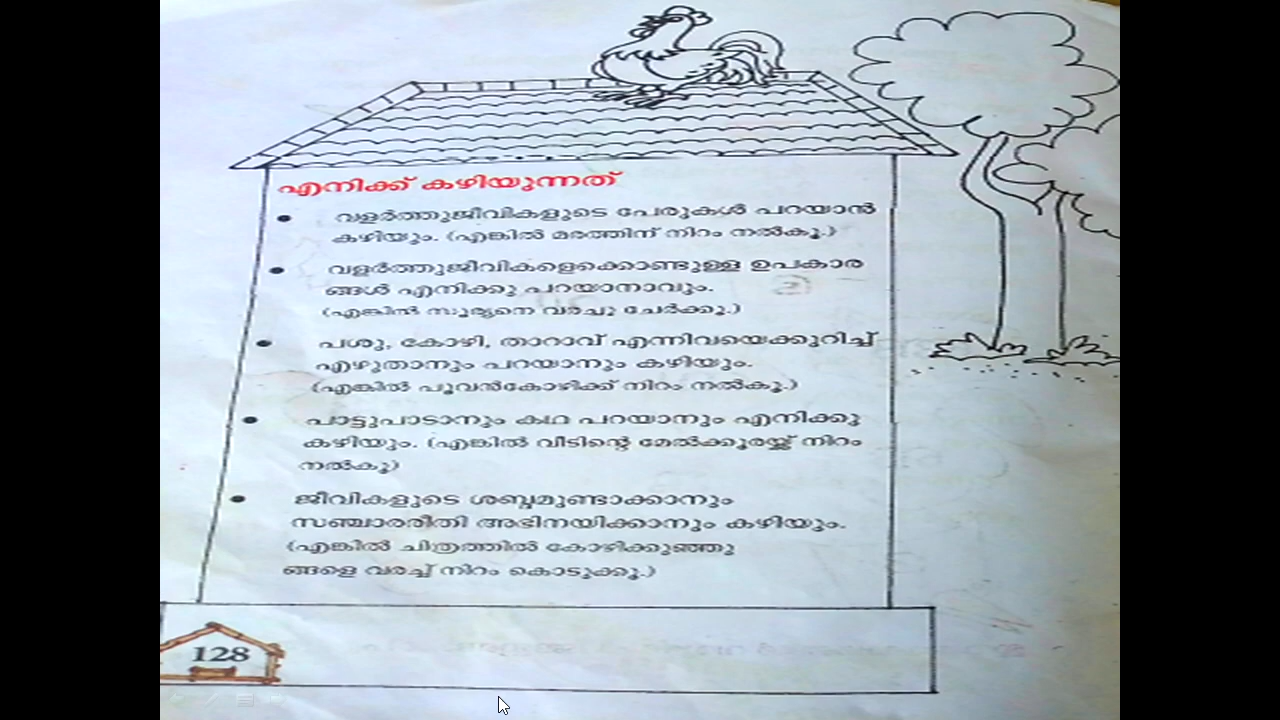 എനിക്ക് കഴിയുന്നത്
• വളർത്തുജീവികളുടെ പേരുകൾ പറയാൻ
കഴിയും. (എങ്കിൽ മരത്തിന് നിറം നൽകൂ.)
• വളർത്തുജീവികളെക്കൊണ്ടുള്ള ഉപകാര
ങ്ങൾ എനിക്കു പറയാനാവും.
(എങ്കിൽ സൂര്യനെ വരച്ചു ചേർക്കൂ.)
• പശു, കോഴി, താറാവ് എന്നിവയെക്കുറിച്ച്
എഴുതാനും പറയാനും കഴിയും.
(എങ്കിൽ പൂവൻകോഴിക്ക് നിറം നൽകൂ.)
• പാട്ടുപാടാനും കഥ പറയാനും എനിക്കു
കഴിയും. (എങ്കിൽ വീടിന്റെ മേൽക്കൂരയ്ക്ക് നിറം
നൽകൂ)
• ജീവികളുടെ ശബ്ദമുണ്ടാക്കാനും
സഞ്ചാരരീതി അഭിനയിക്കാനും കഴിയും.
(എങ്കിൽ ചിത്രത്തിൽ കോഴിക്കുഞ്ഞു
ങ്ങളെ വരച്ച് നിറം കൊടുക്കൂ.)
128